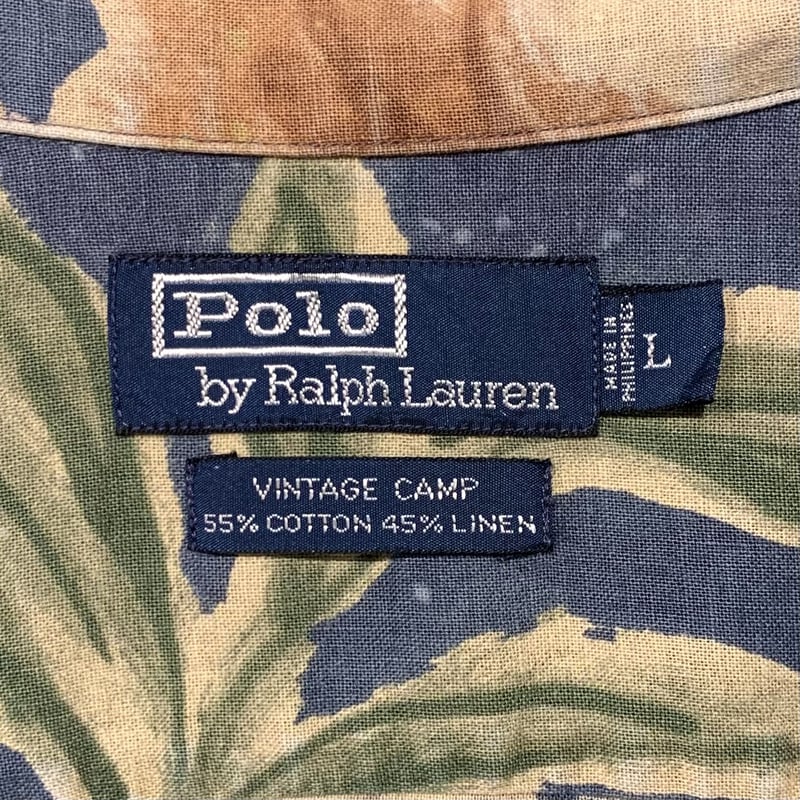 Polo
by Ralph Lauren
MADE IN
PHILIPPINES
L
VINTAGE CAMP
55% COTTON 45% LINEN